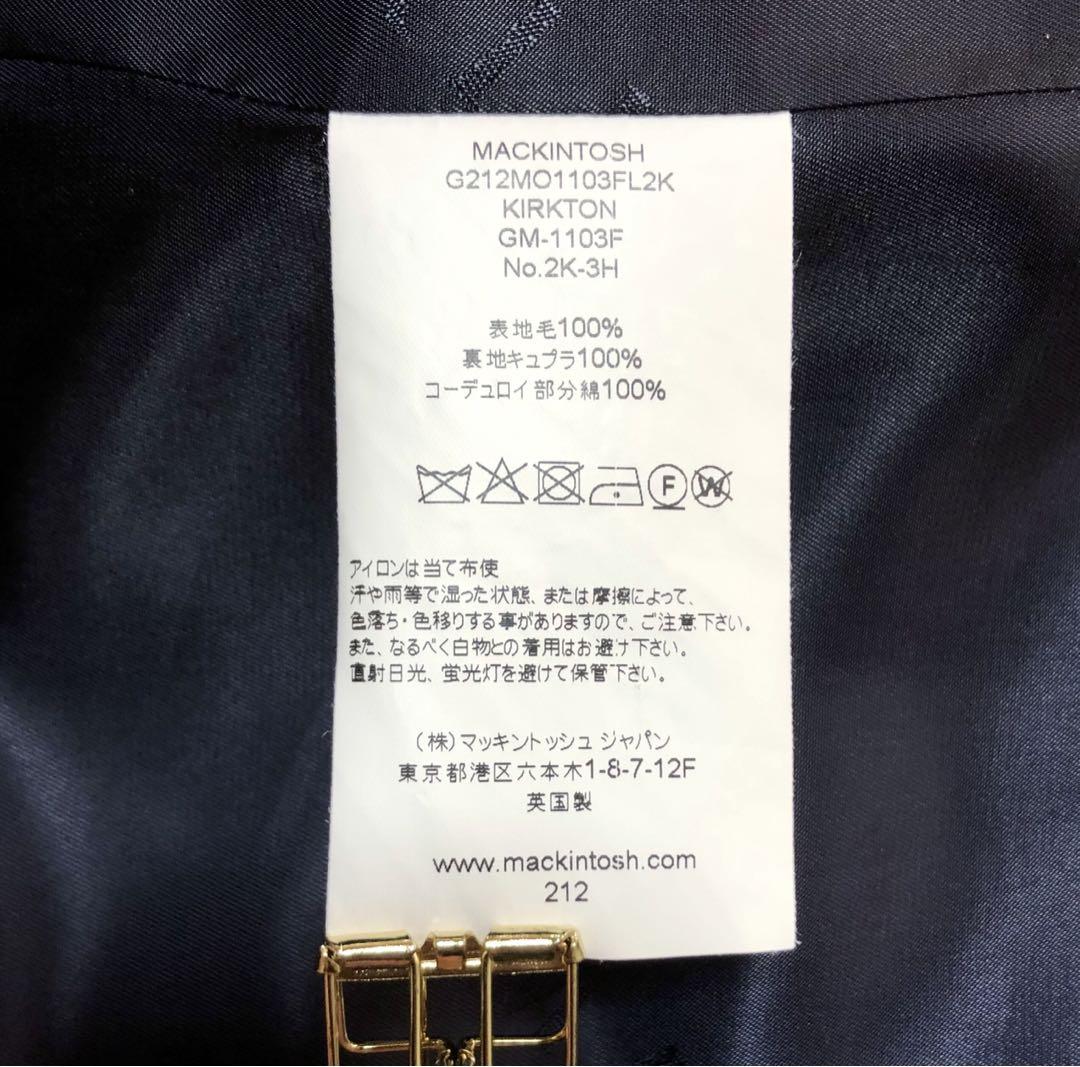 MACKINTOSH
G212MO1103FL2K
KIRKTON
GM-1103F
No.2K-3H
表地毛100%
裏地キュプラ100%
コーデュロイ部分綿100%
F W
アイロンは当て布使
汗や雨等で湿った状態、または摩擦によって、
色落ち・色移りする事がありますので、ご注意下さい。
また、なるべく白物との着用はお避け下さい。
直射日光、蛍光灯を避けて保管下さい。
(株)マッキントッシュ ジャパン
東京都港区六本木1-8-7-12F
英国製
www.mackintosh.com
212